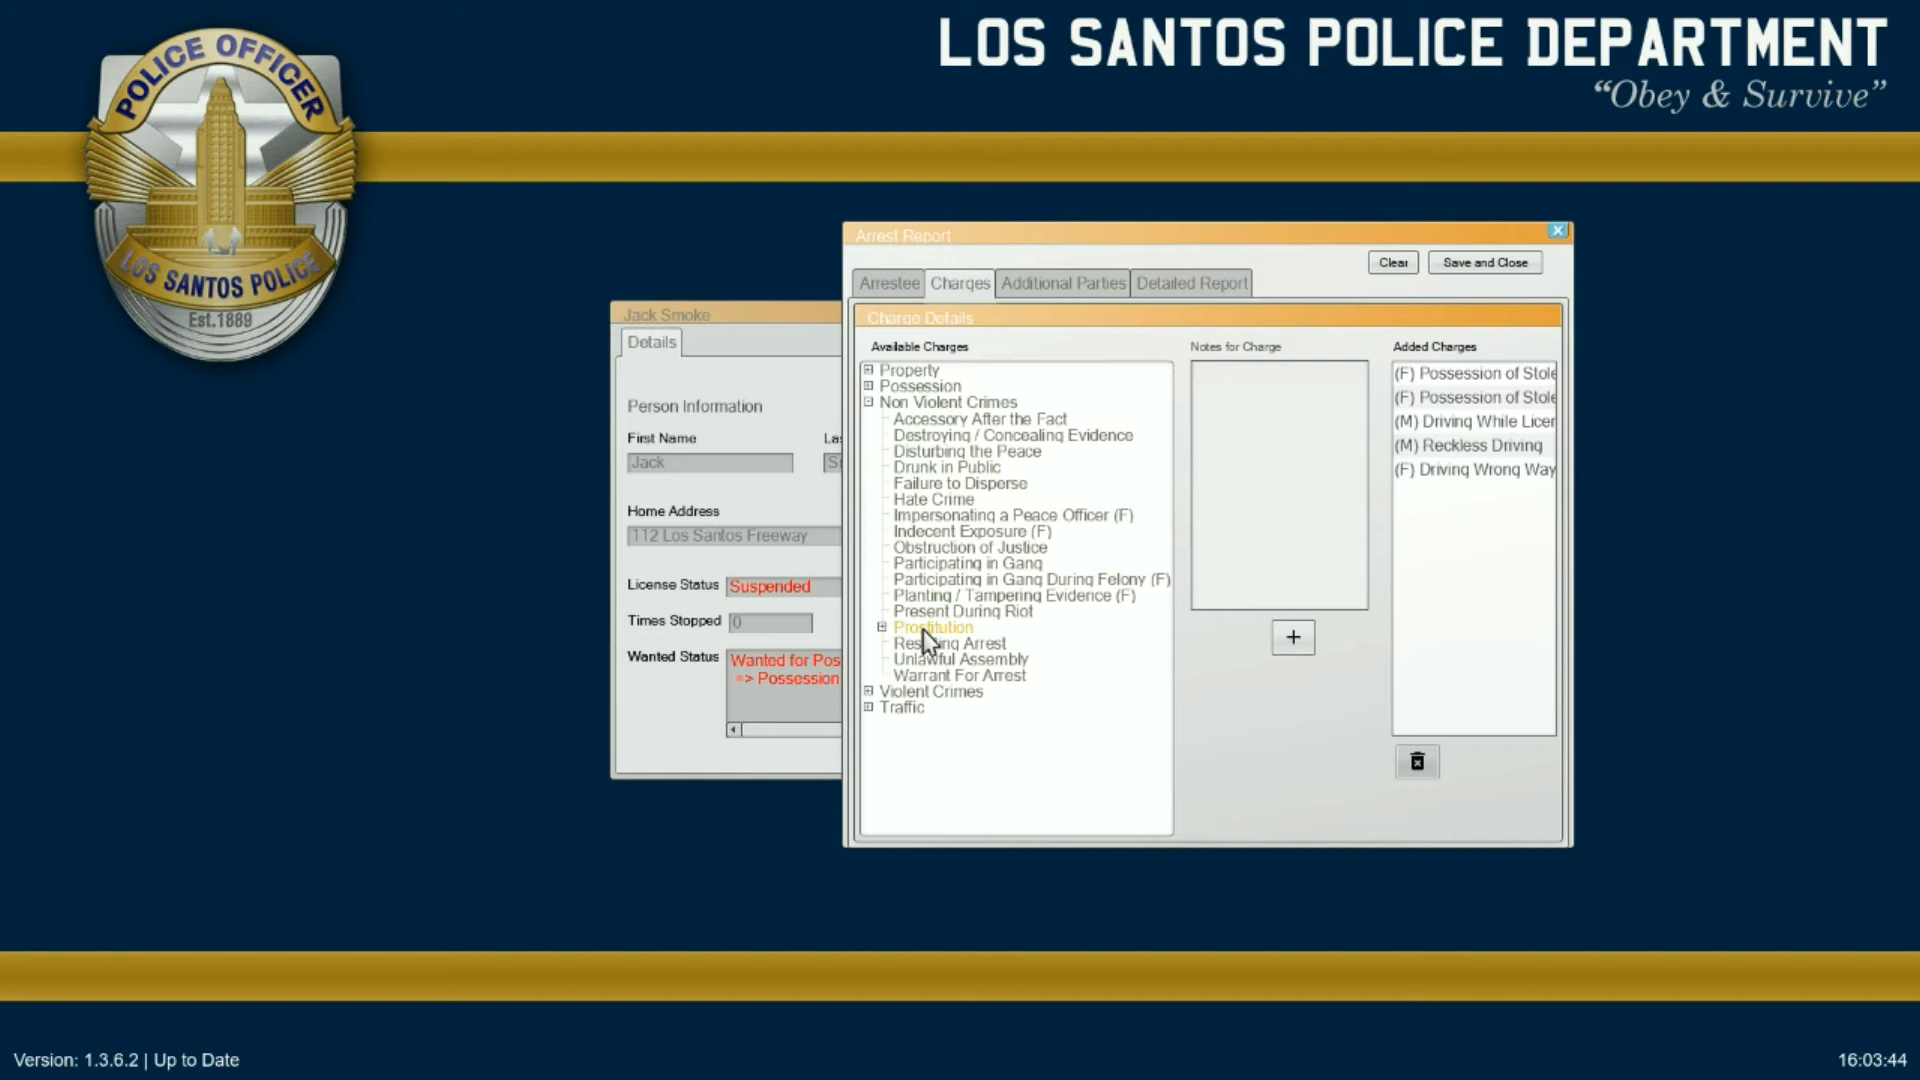 POLICE OFFICER
LOS SANTOS POLICE
Est.1889
LOS SANTOS POLICE DEPARTMENT
“Obey & Survive”
Jack Smoke
Details
Person Information
First Name
Jack
Home Address
112 Los Santos Freeway
License Status
Suspended
Times Stopped
0
Wanted Status
Wanted for Pos
=> Possession
Arrest Report
Clear
Save and Close
Arrestee
Charges
Additional Parties
Detailed Report
Charge Details
Available Charges
Property
Possession
Non Violent Crimes
Accessory After the Fact
Destroying / Concealing Evidence
Disturbing the Peace
Drunk in Public
Failure to Disperse
Hate Crime
Impersonating a Peace Officer (F)
Indecent Exposure (F)
Obstruction of Justice
Participating in Gang
Participating in Gang During Felony (F)
Planting / Tampering Evidence (F)
Present During Riot
Prostitution
Resisting Arrest
Unlawful Assembly
Warrant For Arrest
Violent Crimes
Traffic
Notes for Charge
+
Added Charges
(F) Possession of Stole
(F) Possession of Stole
(M) Driving While Licen
(M) Reckless Driving
(F) Driving Wrong Way
Version: 1.3.6.2 | Up to Date
16:03:44